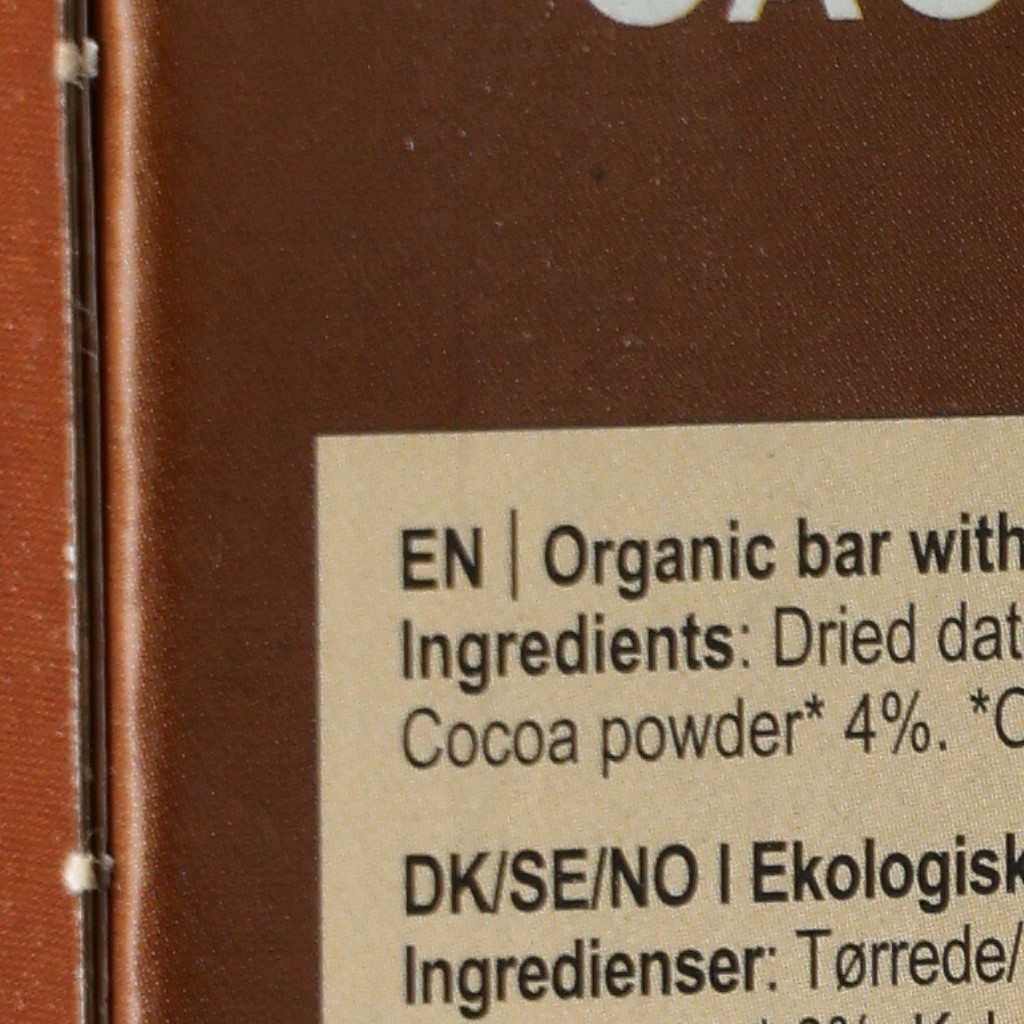 EN | Organic bar with
Ingredients: Dried dat
Cocoa powder* 4%. *C
DK/SE/NO I Ekologisk
Ingredienser: Tørrede/